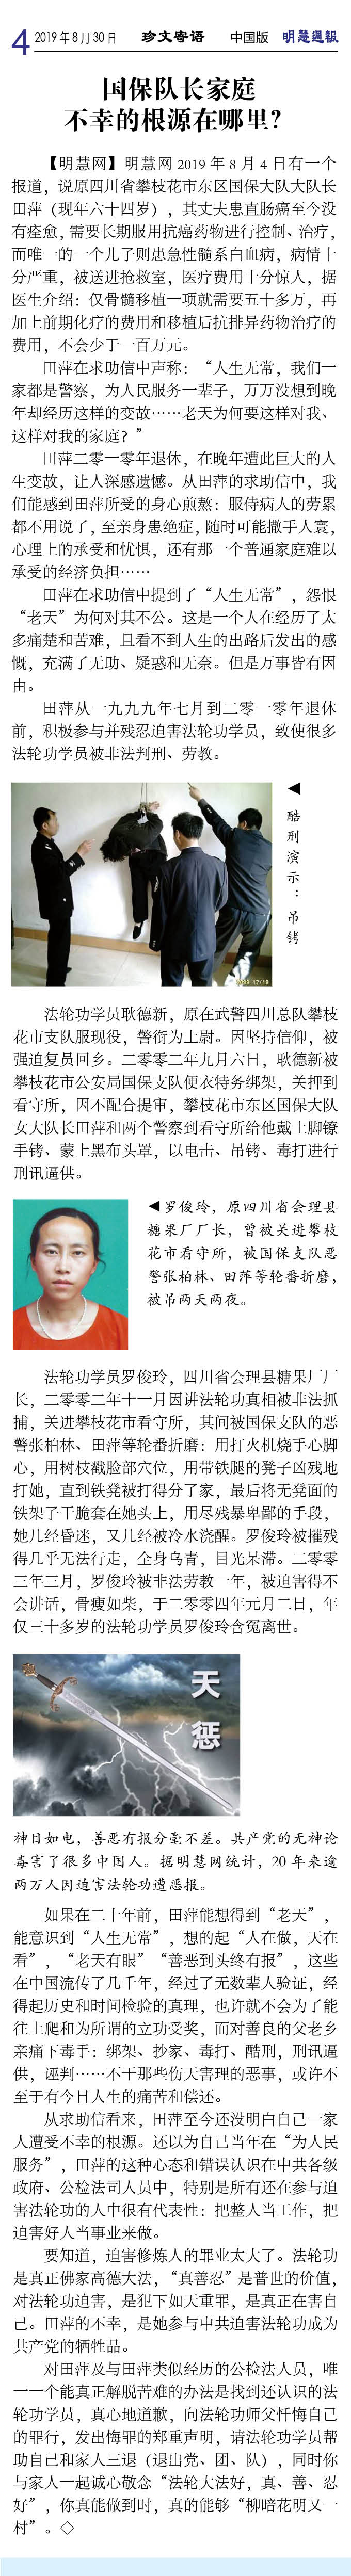 4 2019年8月30日 珍文寄语 中国版 明慧週报
国保队长家庭
不幸的根源在哪里？
【明慧网】明慧网 2019 年 8 月 4 日有一个
报道，说原四川省攀枝花市东区国保大队大队长
田萍（现年六十四岁），其丈夫患直肠癌至今没
有痊愈，需要长期服用抗癌药物进行控制、治疗，
而唯一的一个儿子则患急性髓系白血病，病情十
分严重，被送进抢救室，医疗费用十分惊人，据
医生介绍：仅骨髓移植一项就需要五十多万，再
加上前期化疗的费用和移植后抗排异药物治疗的
费用，不会少于一百万元。
田萍在求助信中声称：“人生无常，我们一
家都是警察，为人民服务一辈子，万万没想到晚
年却经历这样的变故……老天为何要这样对我、
这样对我的家庭？”
田萍二零一零年退休，在晚年遭此巨大的人
生变故，让人深感遗憾。从田萍的求助信中，我
们能感到田萍所受的身心煎熬：服侍病人的劳累
都不用说了，至亲身患绝症，随时可能撒手人寰，
心理上的承受和忧惧，还有那一个普通家庭难以
承受的经济负担……
田萍在求助信中提到了“人生无常”，怨恨
“老天”为何对其不公。这是一个人在经历了太
多痛楚和苦难，且看不到人生的出路后发出的感
慨，充满了无助、疑惑和无奈。但是万事皆有因
由。
田萍从一九九九年七月到二零一零年退休
前，积极参与并残忍迫害法轮功学员，致使很多
法轮功学员被非法判刑、劳教。
◀酷刑演示：吊铐
法轮功学员耿德新，原在武警四川总队攀枝
花市支队服现役，警衔为上尉。因坚持信仰，被
强迫复员回乡。二零零二年九月六日，耿德新被
攀枝花市公安局国保支队便衣特务绑架，关押到
看守所，因不配合提审，攀枝花市东区国保大队
女大队长田萍和两个警察到看守所给他戴上脚镣
手铐、蒙上黑布头罩，以电击、吊铐、毒打进行
刑讯逼供。
◀罗俊玲，原四川省会理县
糖果厂厂长，曾被关进攀枝
花市看守所，被国保支队恶
警张柏林、田萍等轮番折磨，
被吊两天两夜。
法轮功学员罗俊玲，四川省会理县糖果厂厂
长，二零零二年十一月因讲法轮功真相被非法抓
捕，关进攀枝花市看守所，其间被国保支队的恶
警张柏林、田萍等轮番折磨：用打火机烧手心脚
心，用树枝戳脸部穴位，用带铁腿的凳子凶残地
打她，直到铁凳被打得分了家，最后将无凳面的
铁架子干脆套在她头上，用尽残暴卑鄙的手段，
她几经昏迷，又几经被冷水浇醒。罗俊玲被摧残
得几乎无法行走，全身乌青，目光呆滞。二零零
三年三月，罗俊玲被非法劳教一年，被迫害得不
会讲话，骨瘦如柴，于二零零四年元月二日，年
仅三十多岁的法轮功学员罗俊玲含冤离世。
天惩
神目如电，善恶有报分毫不差。共产党的无神论
毒害了很多中国人。据明慧网统计，20 年来逾
两万人因迫害法轮功遭恶报。
如果在二十年前，田萍能想得到“老天”，
能意识到“人生无常”，想的起“人在做，天在
看”，“老天有眼”“善恶到头终有报”，这些
在中国流传了几千年，经过了无数辈人验证，经
得起历史和时间检验的真理，也许就不会为了能
往上爬和为所谓的立功受奖，而对善良的父老乡
亲痛下毒手：绑架、抄家、毒打、酷刑，刑讯逼
供，诬判……不干那些伤天害理的恶事，或许不
至于有今日人生的痛苦和偿还。
从求助信看来，田萍至今还没明白自己一家
人遭受不幸的根源。还以为自己当年在“为人民
服务”，田萍的这种心态和错误认识在中共各级
政府、公检法司人员中，特别是所有还在参与迫
害法轮功的人中很有代表性：把整人当工作，把
迫害好人当事业来做。
要知道，迫害修炼人的罪业太大了。法轮功
是真正佛家高德大法，“真善忍”是普世的价值，
对法轮功迫害，是犯下如天重罪，是真正在害自
己。田萍的不幸，是她参与中共迫害法轮功成为
共产党的牺牲品。
对田萍及与田萍类似经历的公检法人员，唯
一一个能真正解脱苦难的办法是找到还认识的法
轮功学员，真心地道歉，向法轮功师父忏悔自己
的罪行，发出悔罪的郑重声明，请法轮功学员帮
助自己和家人三退（退出党、团、队），同时你
与家人一起诚心敬念“法轮大法好，真、善、忍
好”，你真能做到时，真的能够“柳暗花明又一
村”。◇